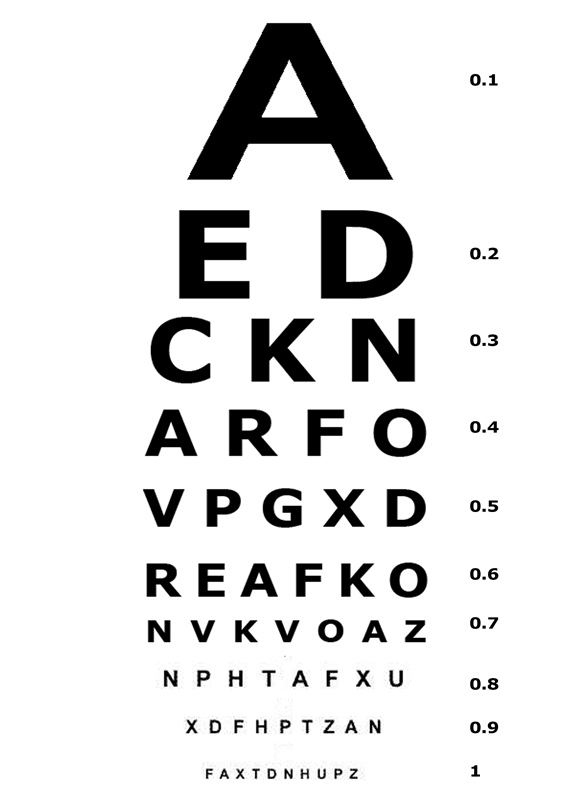 A 0.1
E D 0.2
C K N 0.3
A R F O 0.4
V P G X D 0.5
R E A F K O 0.6
N V K V O A Z 0.7
N P H T A F X U 0.8
X D F H P T Z A N 0.9
F A X T D N H U P Z 1